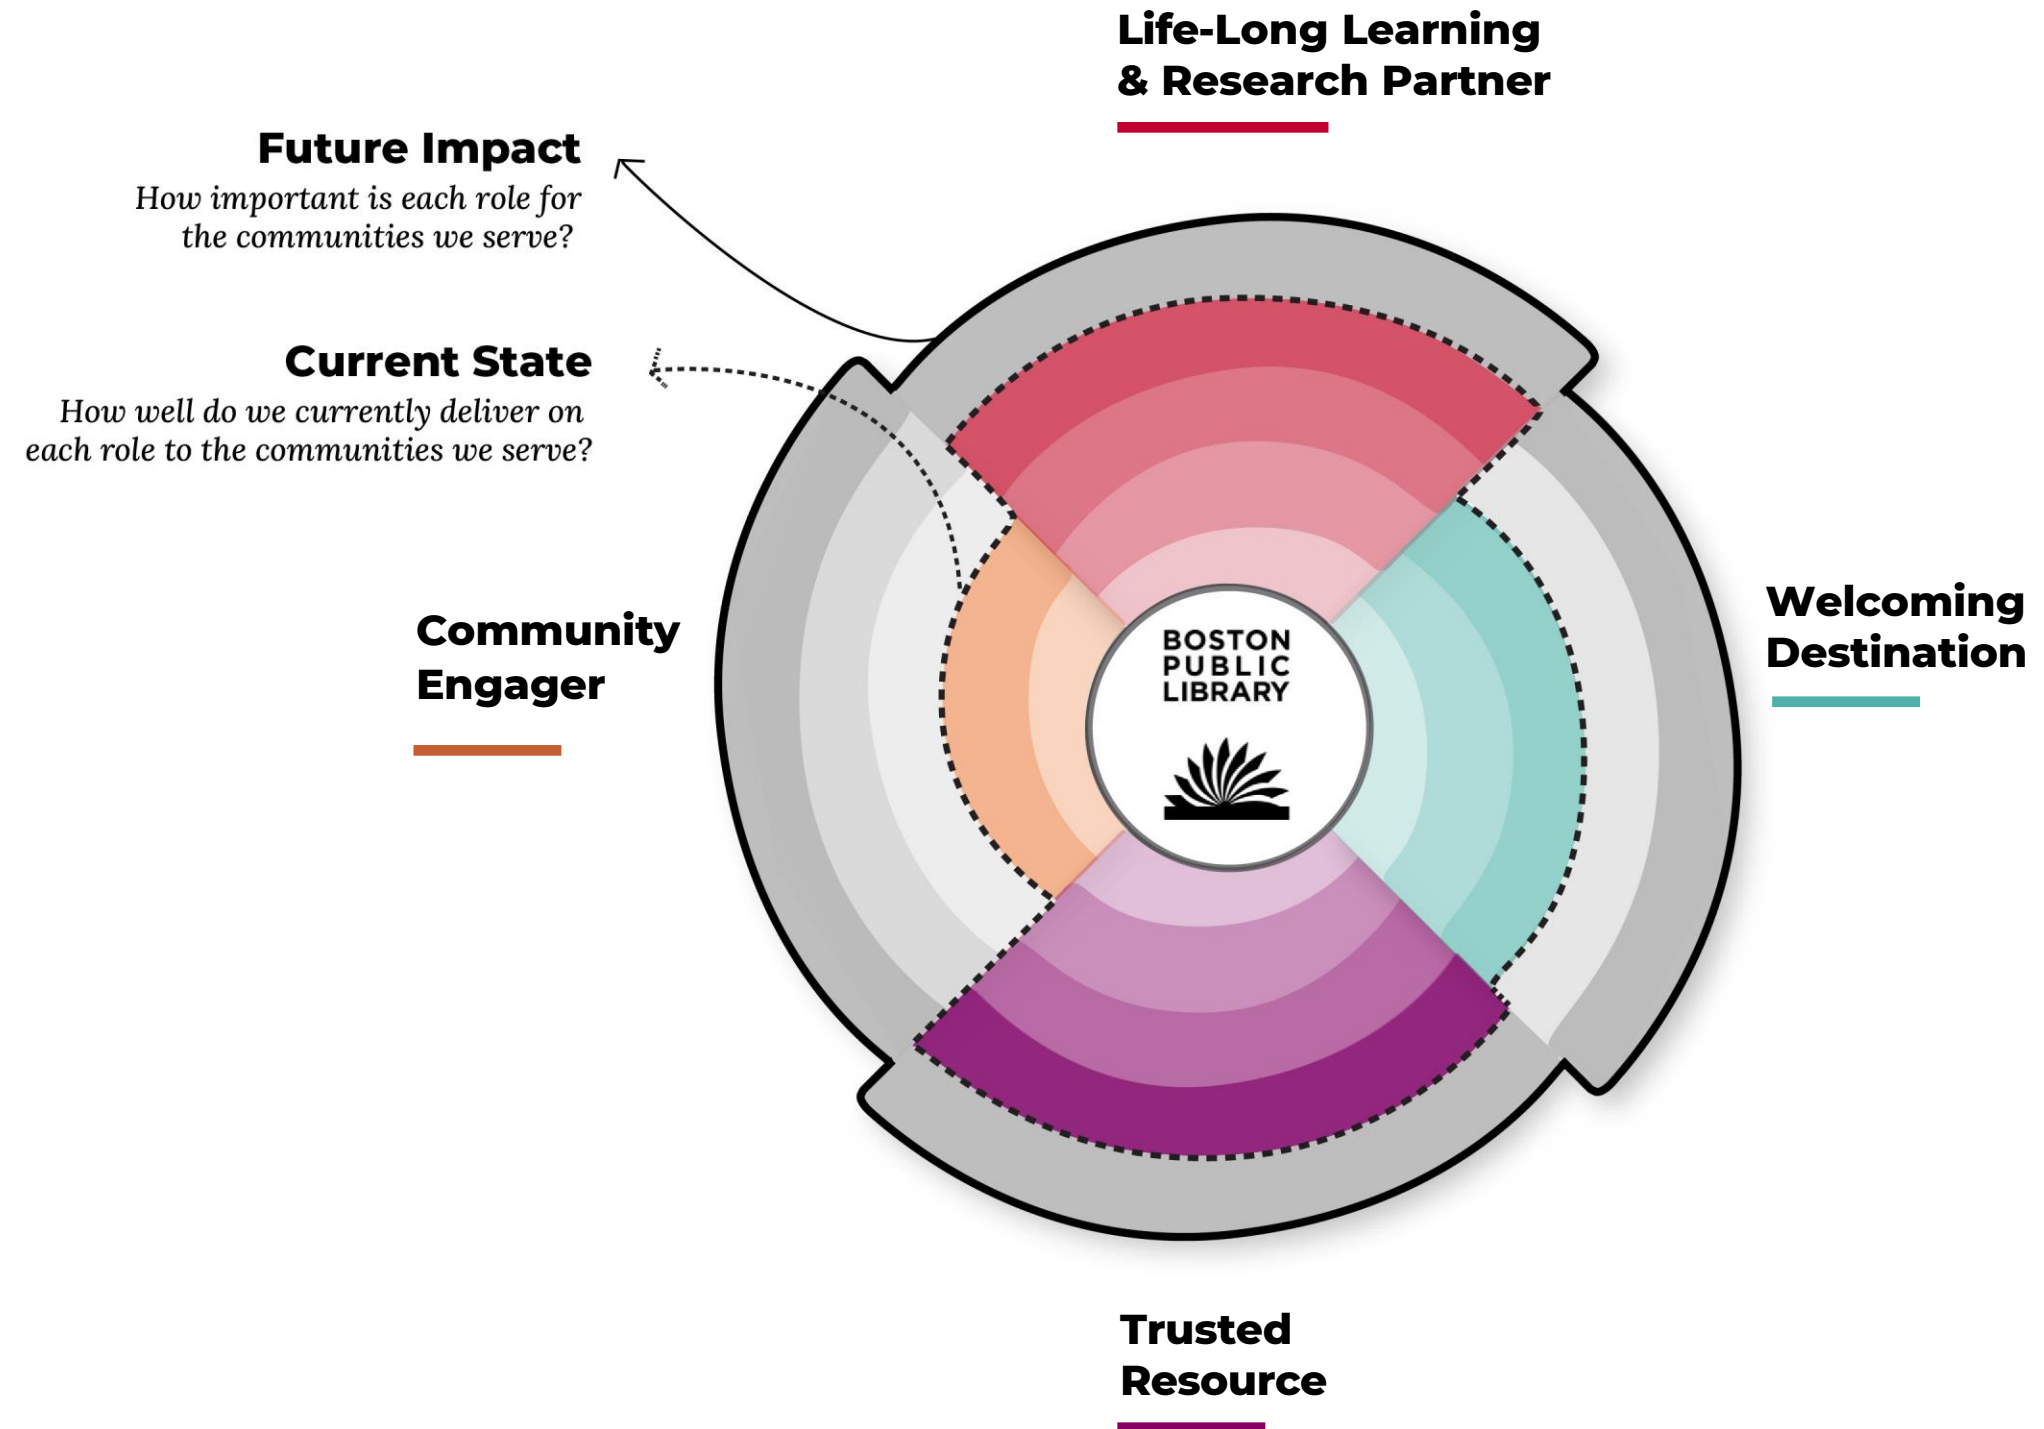 Life-Long Learning
& Research Partner
Future Impact
How important is each role for
the communities we serve?
Current State
How well do we currently deliver on
each role to the communities we serve?
Community
Engager
BOSTON
PUBLIC
LIBRARY
Welcoming
Destination
Trusted
Resource